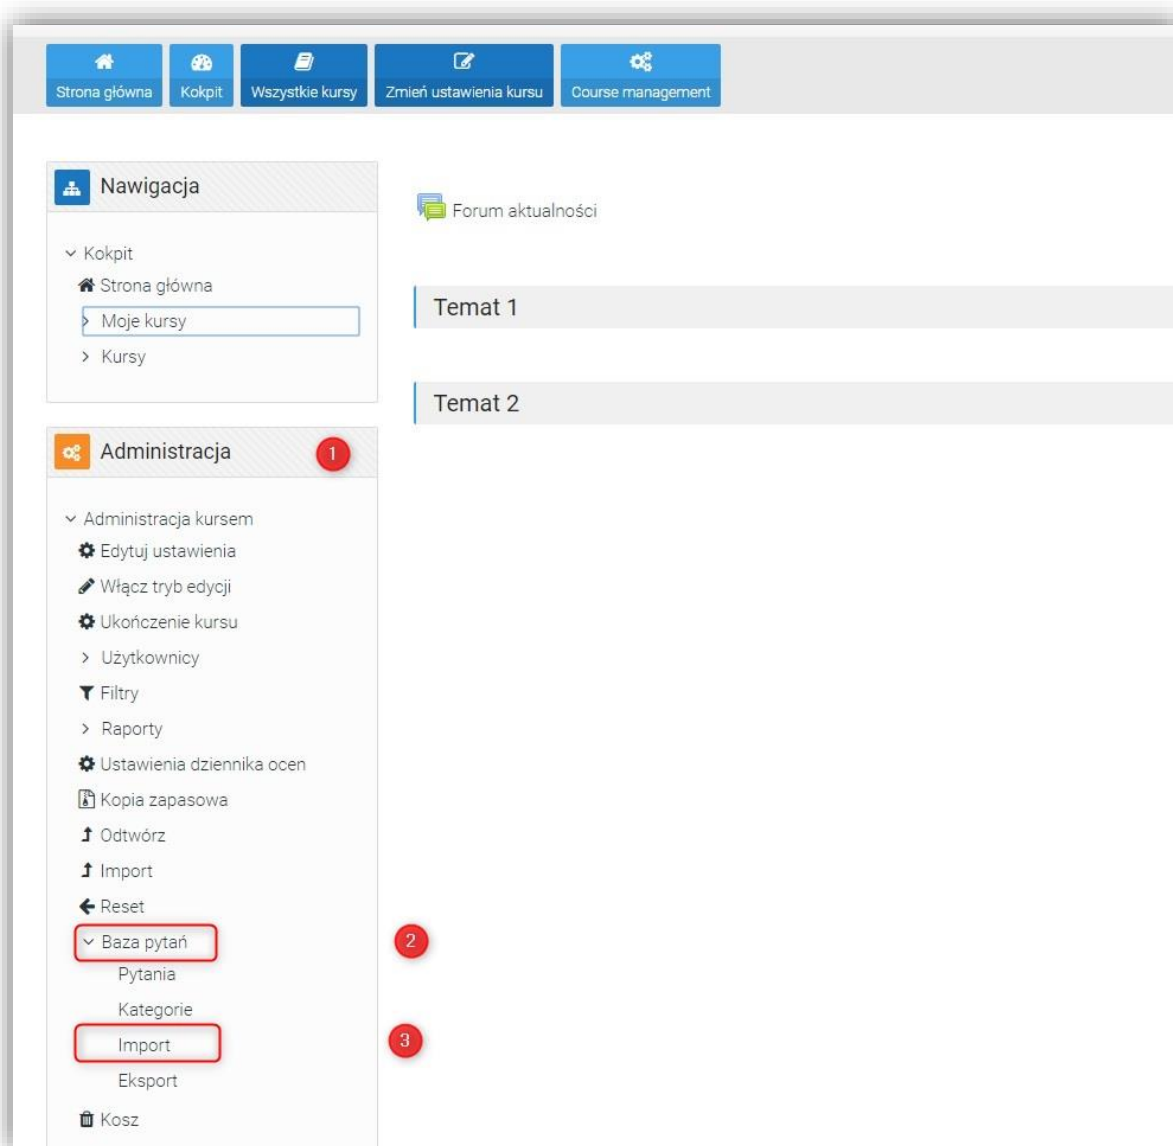 Strona główna
Kokpit
Wszystkie kursy
Zmień ustawienia kursu
Course management
Nawigacja
Kokpit
Strona główna
Moje kursy
Kursy
Forum aktualności
Temat 1
Temat 2
Administracja
1
Administracja kursem
Edytuj ustawienia
Włącz tryb edycji
Ukończenie kursu
Użytkownicy
Filtry
Raporty
Ustawienia dziennika ocen
Kopia zapasowa
Odtwórz
Import
Reset
Baza pytań
2
Pytania
Kategorie
Import
3
Eksport
Kosz